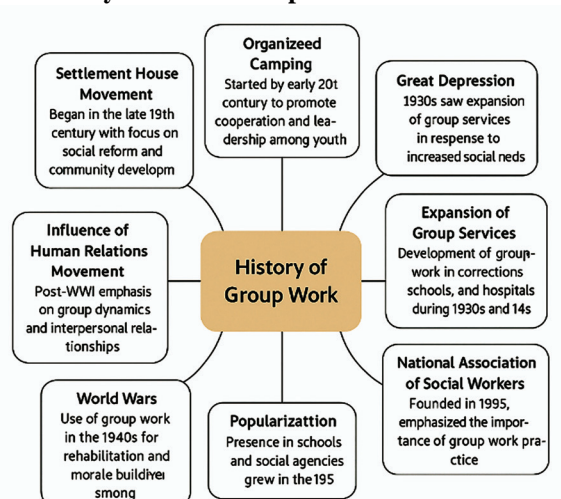 Organizeed
Camping
Started by early 20t
century to promote
cooperation and lea-
dership among youth
Settlement House
Movement
Began in the late 19th
century with focus on
social reform and
community developm
Great Depression
1930s saw expansion
of group services
in response to
increased social neds
Influence of
Human Relations
Movement
Post-WWI emphasis
on group dynamics
and interpersonal rela-
tionships
History of
Group Work
Expansion of
Group Services
Development of group-
work in corrections
schools, and hospitals
during 1930s and 14s
World Wars
Use of group work
in the 1940s for
rehabilitation and
morale buildiver
smong
Popularizattion
Presence in schools
and social agencies
grew in the 195
National Association
of Social Workers
Founded in 1995,
emphasized the impor-
tance of group work pra-
ctice